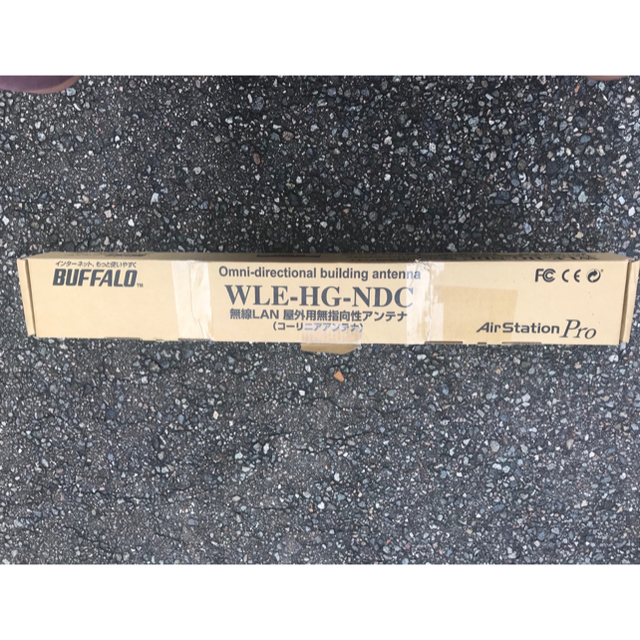 インターネット、もっと使いやすく
BUFFALO™
Omni-directional building antenna
WLE-HG-NDC
無線LAN 屋外用無指向性アンテナ
(コーリニアアンテナ)
FC CE
AirStation Pro